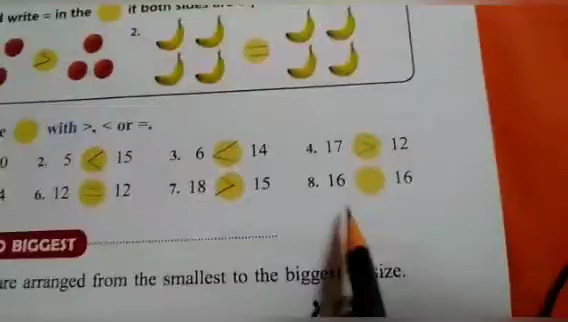 write = in the if both sides
2. =
>
with >, < or =.
2. 5 < 15 3. 6 < 14 4. 17 > 12
6. 12 = 12 7. 18 > 15 8. 16 16
BIGGEST
are arranged from the smallest to the biggest size.